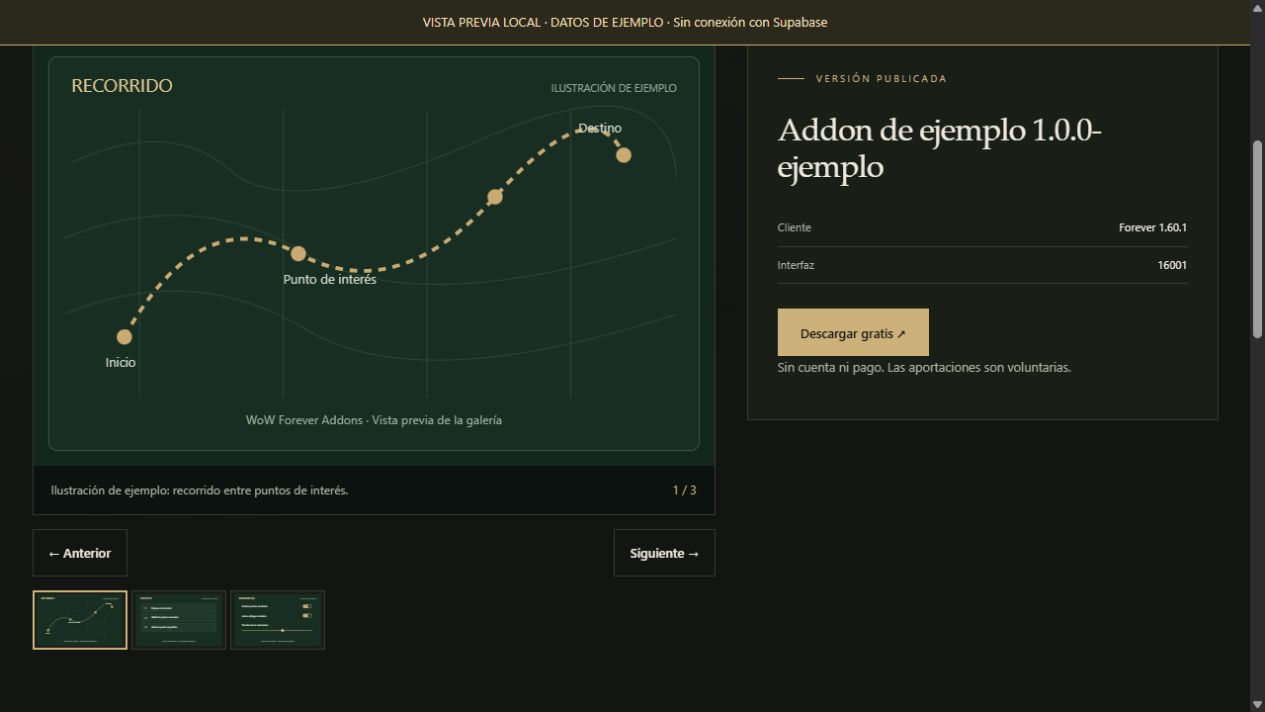 VISTA PREVIA LOCAL · DATOS DE EJEMPLO · Sin conexión con Supabase
RECORRIDO
ILUSTRACIÓN DE EJEMPLO
Destino
Punto de interés
Inicio
WoW Forever Addons · Vista previa de la galería
Ilustración de ejemplo: recorrido entre puntos de interés.
1 / 3
← Anterior
Siguiente →
VERSIÓN PUBLICADA
Addon de ejemplo 1.0.0-
ejemplo
Cliente
Forever 1.60.1
Interfaz
16001
Descargar gratis ↗
Sin cuenta ni pago. Las aportaciones son voluntarias.